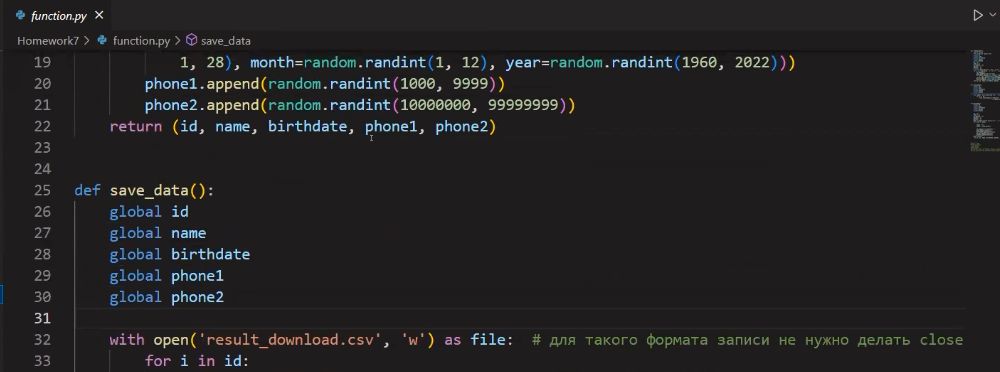 function.py
Homework7 > function.py > save_data
19 1, 28), month=random.randint(1, 12), year=random.randint(1960, 2022)))
20 phone1.append(random.randint(1000, 9999))
21 phone2.append(random.randint(10000000, 99999999))
22 return (id, name, birthdate, phone1, phone2)
23
24
25 def save_data():
26 global id
27 global name
28 global birthdate
29 global phone1
30 global phone2
31
32 with open('result_download.csv', 'w') as file: # для такого формата записи не нужно делать close
33 for i in id: